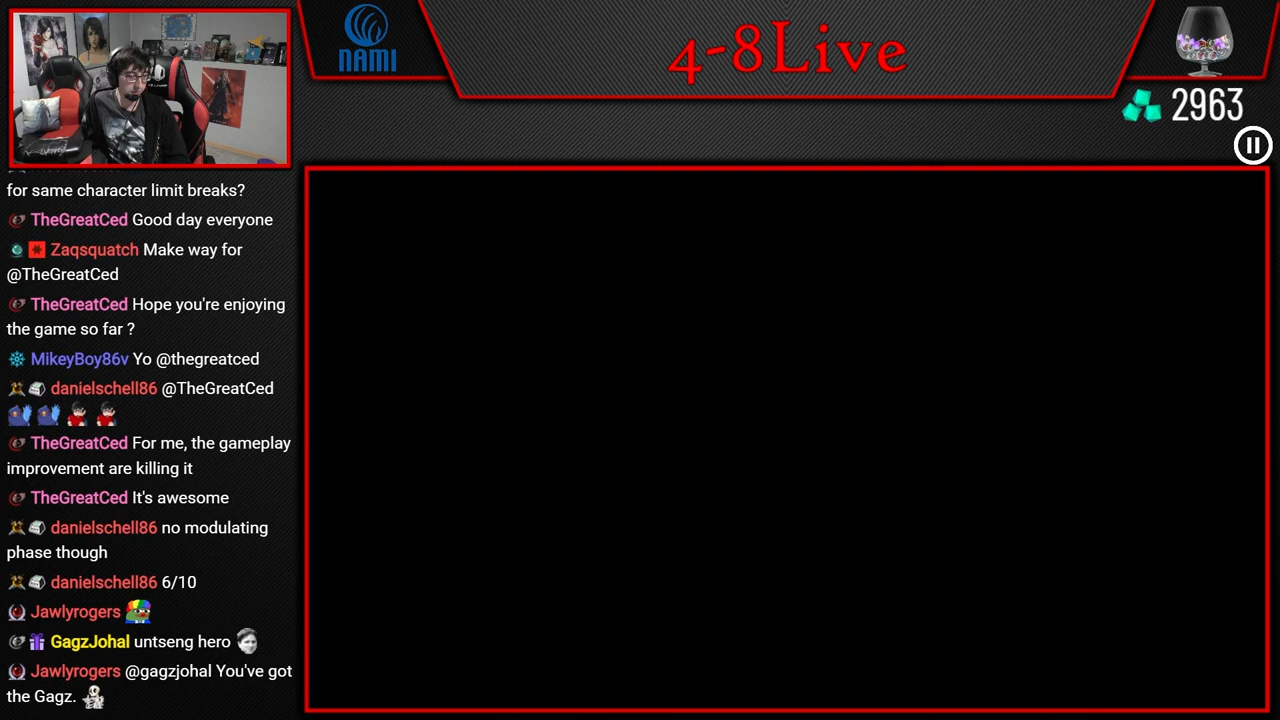 NAMI
4-8Live
2963
for same character limit breaks?
TheGreatCed Good day everyone
Zaqsquatch Make way for
@TheGreatCed
TheGreatCed Hope you're enjoying
the game so far ?
MikeyBoy86v Yo @thegreatced
danielschell86 @TheGreatCed
TheGreatCed For me, the gameplay
improvement are killing it
TheGreatCed It's awesome
danielschell86 no modulating
phase though
danielschell86 6/10
Jawlyrogers
GagzJohal untseng hero
Jawlyrogers @gagzjohal You've got
the Gagz.